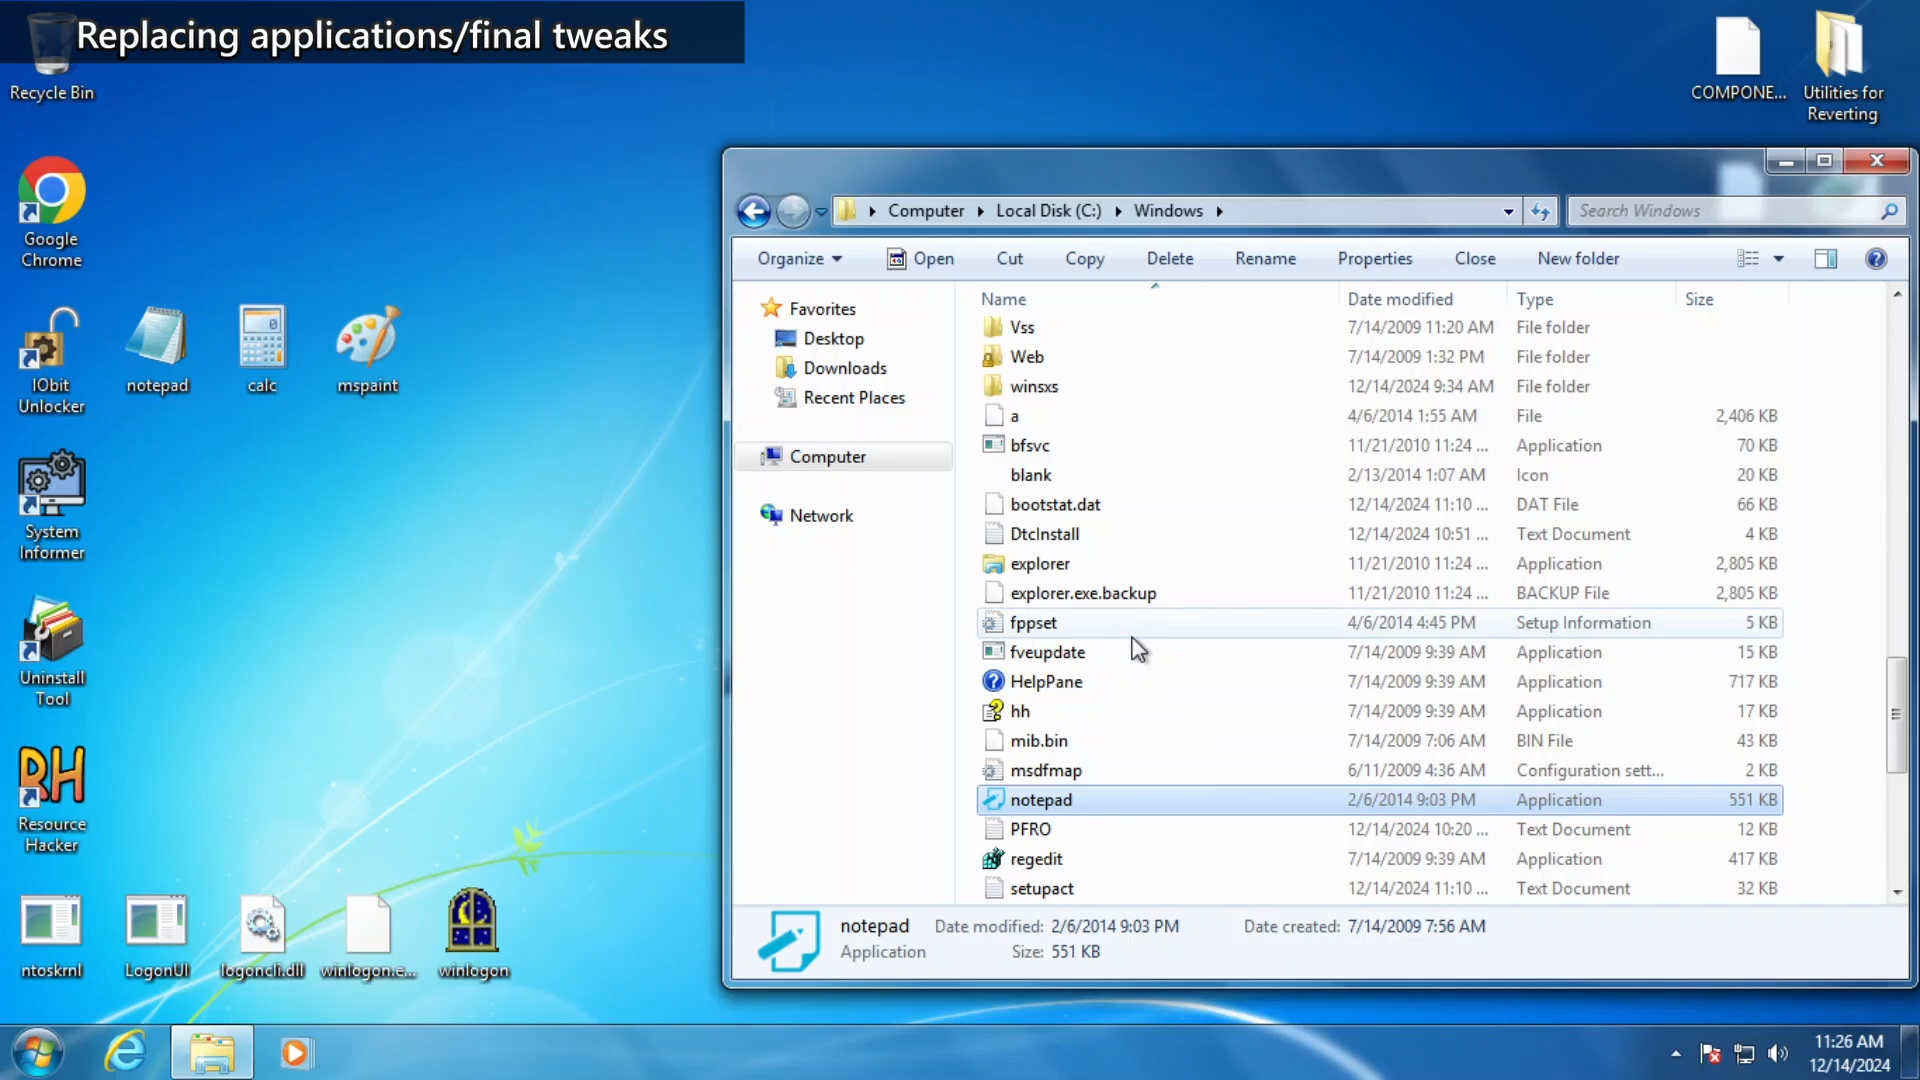 Replacing applications/final tweaks
Recycle Bin
COMPONE...
Utilities for
Reverting
Google
Chrome
IObit
Unlocker
notepad
calc
mspaint
System
Informer
Uninstall
Tool
Resource
Hacker
ntoskrnl
LogonUI
logoncli.dll
winlogon.e...
winlogon
Computer
Local Disk (C:)
Windows
Search Windows
Organize
Open
Cut
Copy
Delete
Rename
Properties
Close
New folder
Favorites
Desktop
Downloads
Recent Places
Computer
Network
Name Date modified Type Size
Vss 7/14/2009 11:20 AM File folder
Web 7/14/2009 1:32 PM File folder
winsxs 12/14/2024 9:34 AM File folder
a 4/6/2014 1:55 AM File 2,406 KB
bfsvc 11/21/2010 11:24 ... Application 70 KB
blank 2/13/2014 1:07 AM Icon 20 KB
bootstat.dat 12/14/2024 11:10 ... DAT File 66 KB
DtcInstall 12/14/2024 10:51 ... Text Document 4 KB
explorer 11/21/2010 11:24 ... Application 2,805 KB
explorer.exe.backup 11/21/2010 11:24 ... BACKUP File 2,805 KB
fppset 4/6/2014 4:45 PM Setup Information 5 KB
fveupdate 7/14/2009 9:39 AM Application 15 KB
HelpPane 7/14/2009 9:39 AM Application 717 KB
hh 7/14/2009 9:39 AM Application 17 KB
mib.bin 7/14/2009 7:06 AM BIN File 43 KB
msdfmap 6/11/2009 4:36 AM Configuration sett... 2 KB
notepad 2/6/2014 9:03 PM Application 551 KB
PFRO 12/14/2024 10:20 ... Text Document 12 KB
regedit 7/14/2009 9:39 AM Application 417 KB
setupact 12/14/2024 11:10 ... Text Document 32 KB
notepad Date modified: 2/6/2014 9:03 PM Date created: 7/14/2009 7:56 AM
Application Size: 551 KB
11:26 AM
12/14/2024